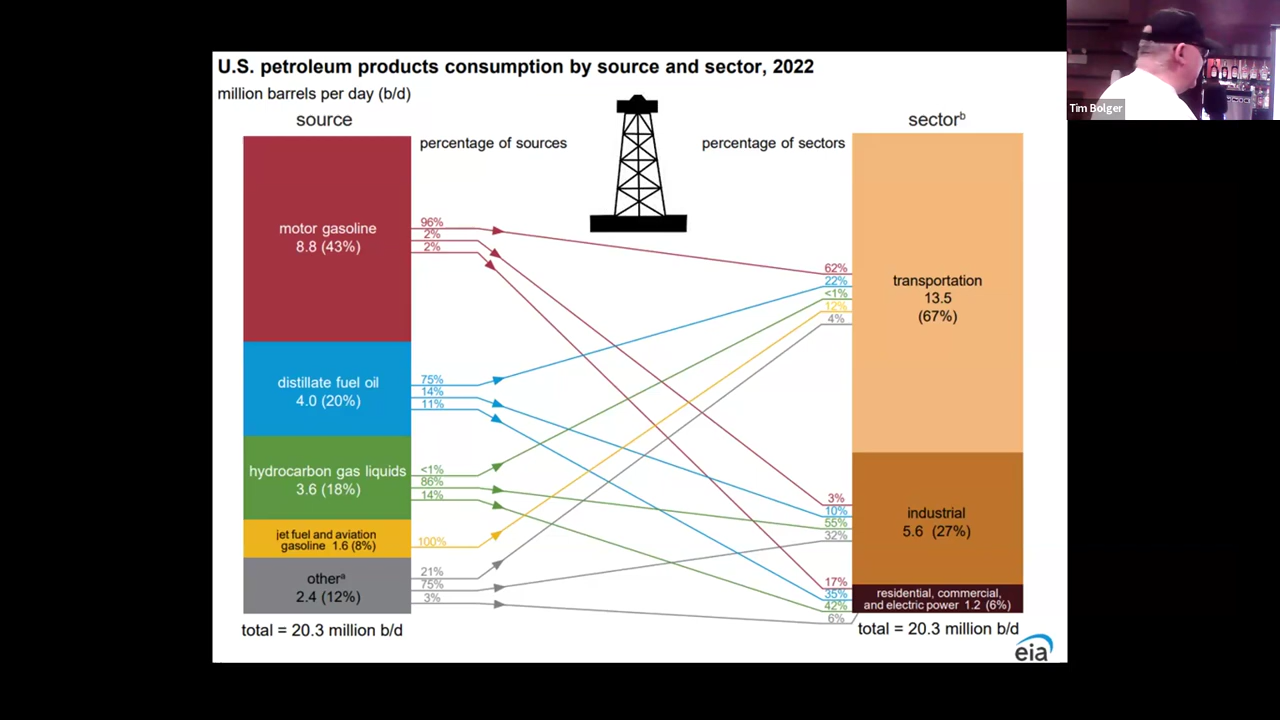 U.S. petroleum products consumption by source and sector, 2022
million barrels per day (b/d)
source
sectorᵇ
percentage of sources
percentage of sectors
motor gasoline
8.8 (43%)
96%
2%
2%
distillate fuel oil
4.0 (20%)
75%
14%
11%
hydrocarbon gas liquids
3.6 (18%)
<1%
86%
14%
jet fuel and aviation
gasoline 1.6 (8%)
100%
otherᵃ
2.4 (12%)
21%
75%
3%
total = 20.3 million b/d
62%
22%
<1%
12%
4%
transportation
13.5
(67%)
3%
10%
55%
32%
industrial
5.6 (27%)
17%
35%
42%
6%
residential, commercial,
and electric power 1.2 (6%)
total = 20.3 million b/d
eia
Tim Bolger